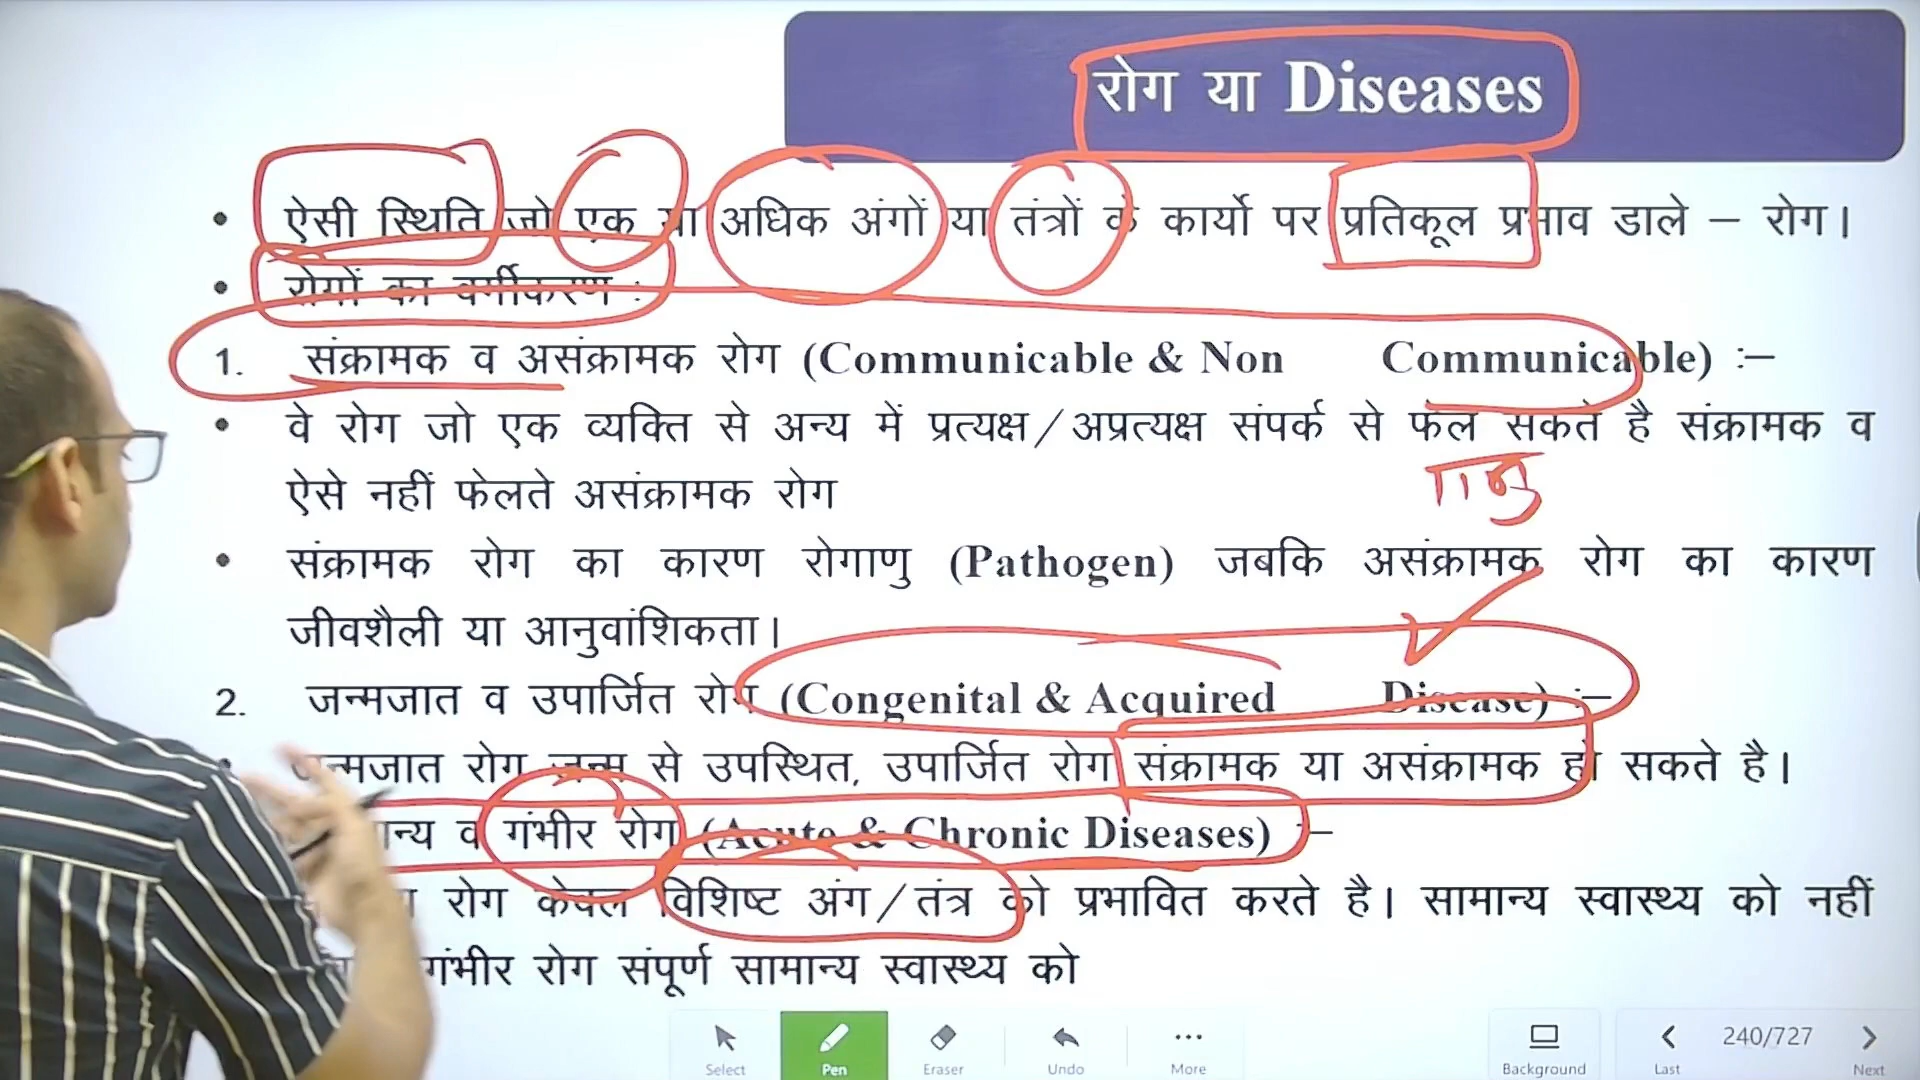 रोग या Diseases
• ऐसी स्थिति जो एक या अधिक अंगों या तंत्रों के कार्यो पर प्रतिकूल प्रभाव डाले – रोग।
• रोगों का वर्गीकरण :
1. संक्रामक व असंक्रामक रोग (Communicable & Non Communicable) :–
• वे रोग जो एक व्यक्ति से अन्य में प्रत्यक्ष/अप्रत्यक्ष संपर्क से फेल सकते है संक्रामक व
ऐसे नहीं फेलते असंक्रामक रोग
• संक्रामक रोग का कारण रोगाणु (Pathogen) जबकि असंक्रामक रोग का कारण
जीवशैली या आनुवांशिकता।
2. जन्मजात व उपार्जित रोग (Congenital & Acquired Disease) :–
जन्मजात रोग जन्म से उपस्थित, उपार्जित रोग संक्रामक या असंक्रामक हो सकते है।
व गंभीर रोग (Acute & Chronic Diseases) :–
रोग केवल विशिष्ट अंग/तंत्र को प्रभावित करते है। सामान्य स्वास्थ्य को नहीं
गंभीर रोग संपूर्ण सामान्य स्वास्थ्य को
Select Pen Eraser Undo More Background Last 240/727 Next